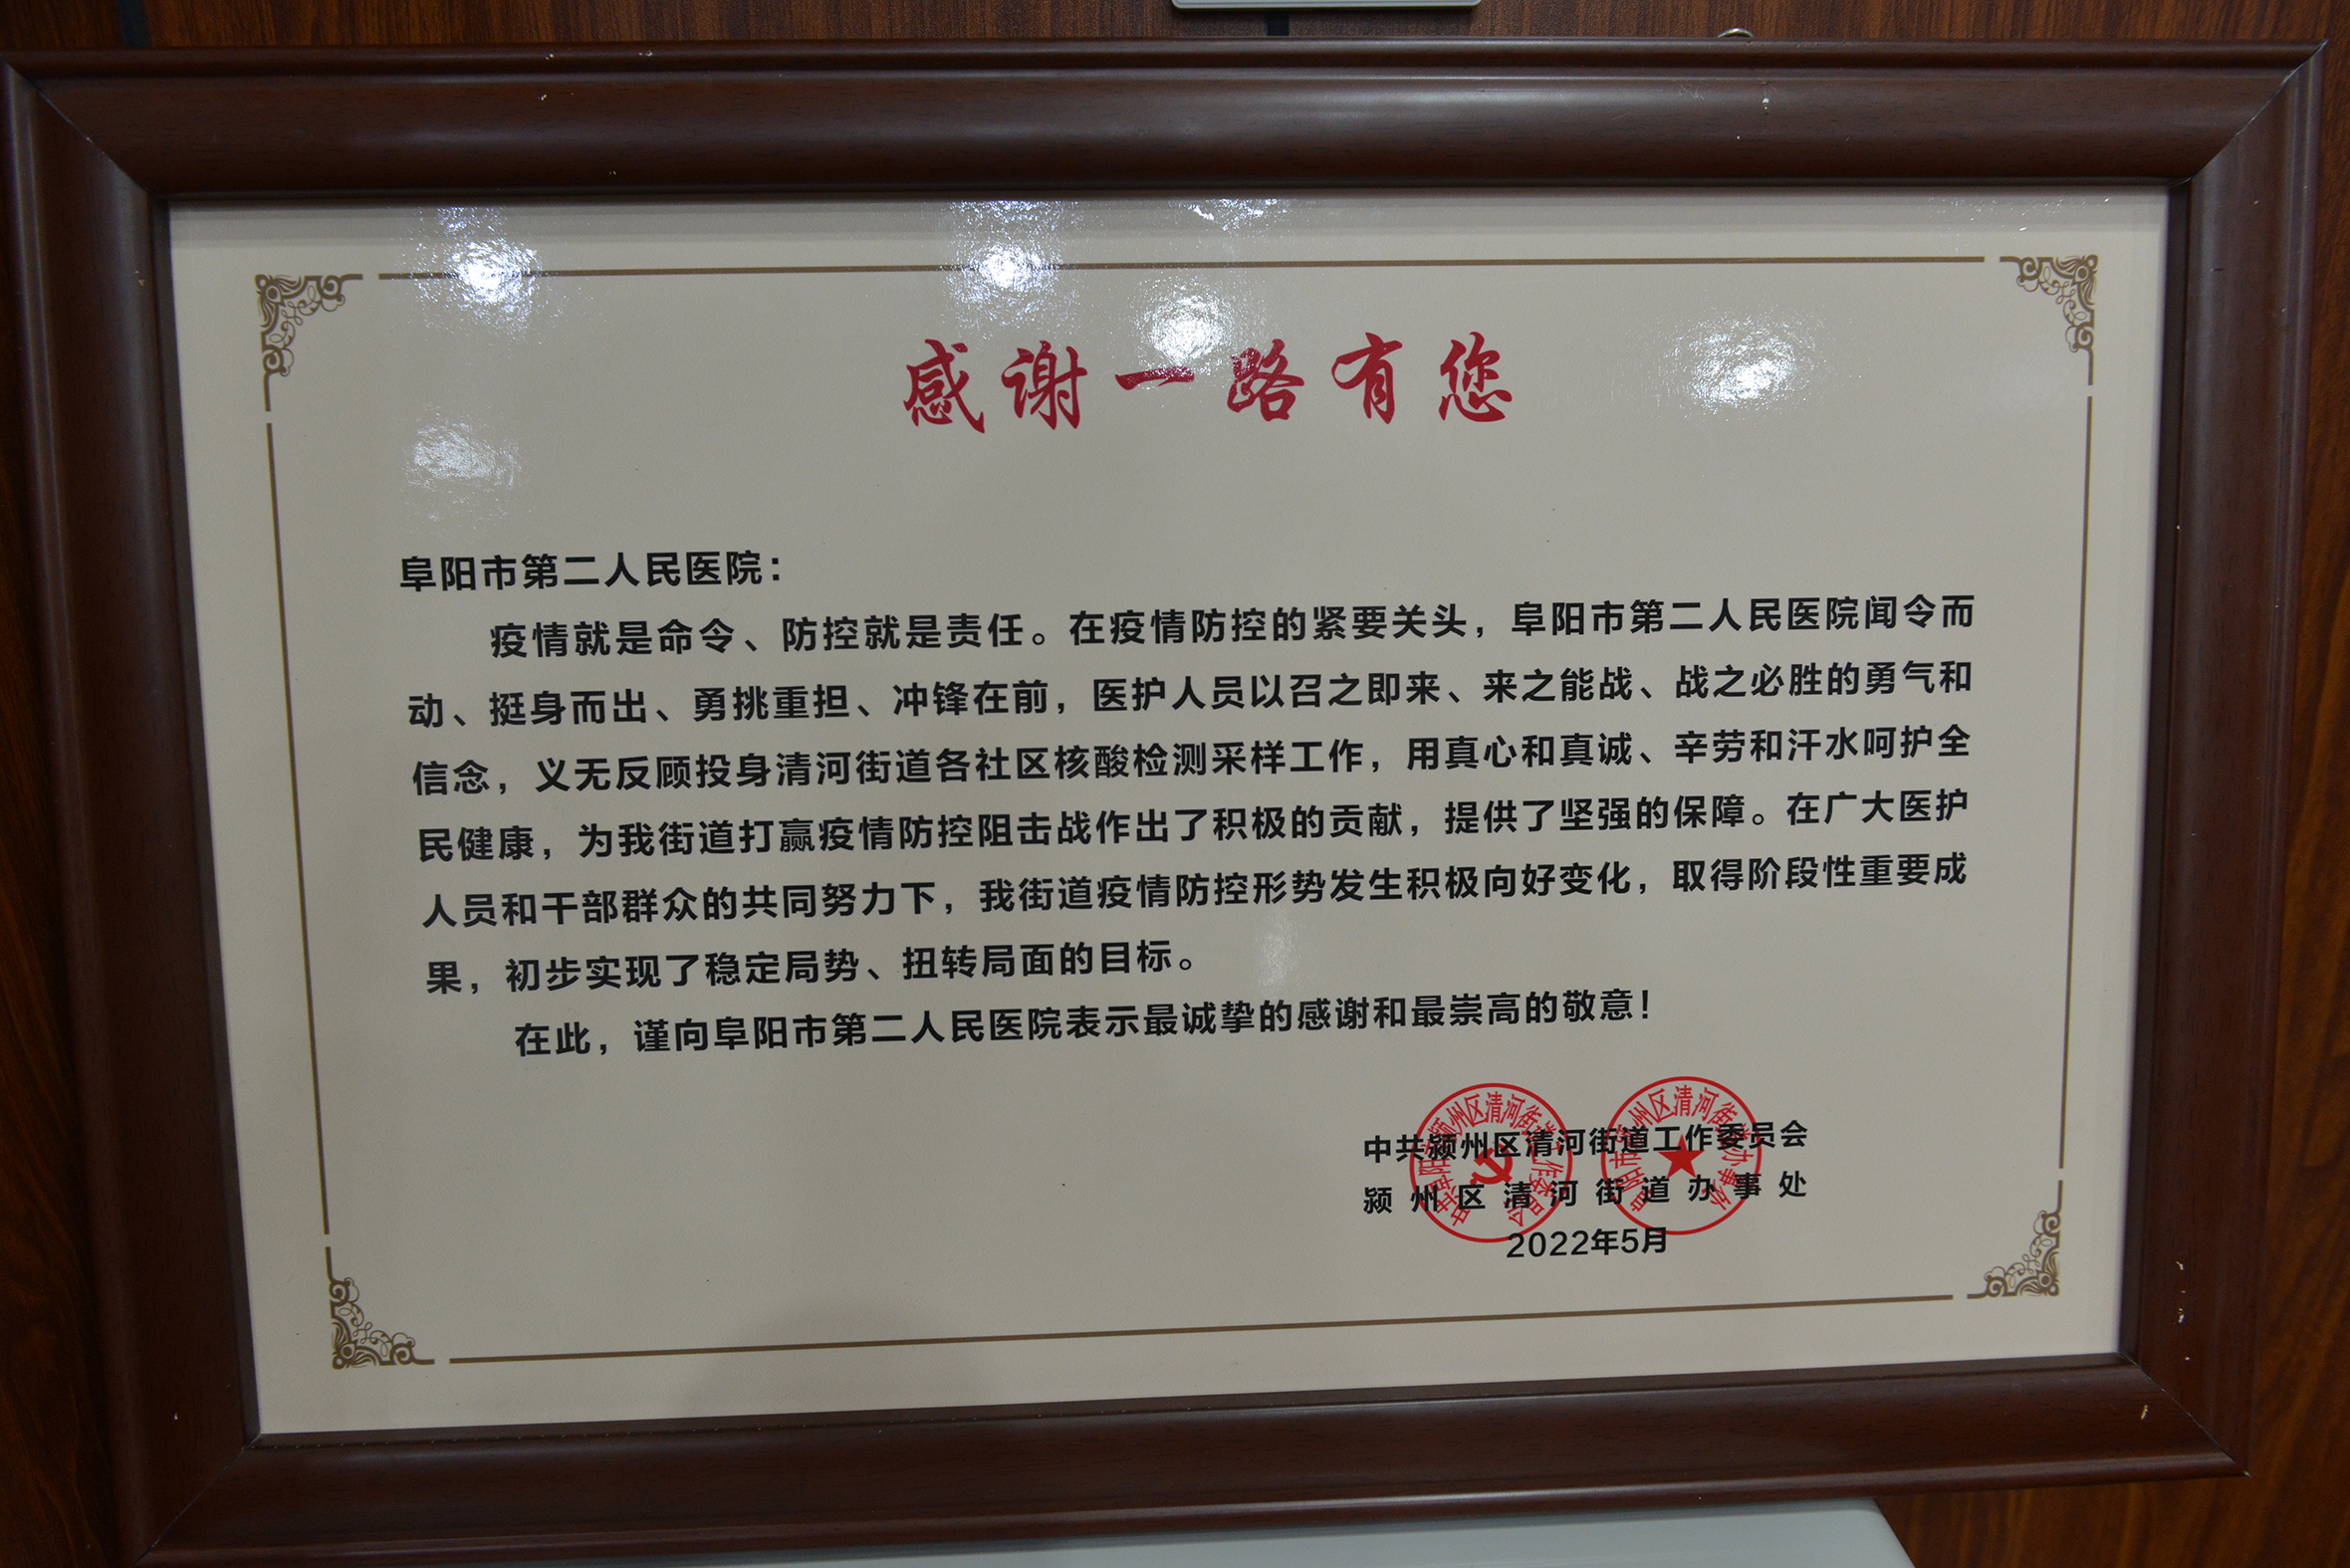 感谢一路有您
阜阳市第二人民医院：
疫情就是命令、防控就是责任。在疫情防控的紧要关头，阜阳市第二人民医院闻令而
动、挺身而出、勇挑重担、冲锋在前，医护人员以召之即来、来之能战、战之必胜的勇气和
信念，义无反顾投身清河街道各社区核酸检测采样工作，用真心和真诚、辛劳和汗水呵护全
民健康，为我街道打赢疫情防控阻击战作出了积极的贡献，提供了坚强的保障。在广大医护
人员和干部群众的共同努力下，我街道疫情防控形势发生积极向好变化，取得阶段性重要成
果，初步实现了稳定局势、扭转局面的目标。
在此，谨向阜阳市第二人民医院表示最诚挚的感谢和最崇高的敬意！
中共颍州区清河街道工作委员会
颍州区清河街道办事处
2022年5月